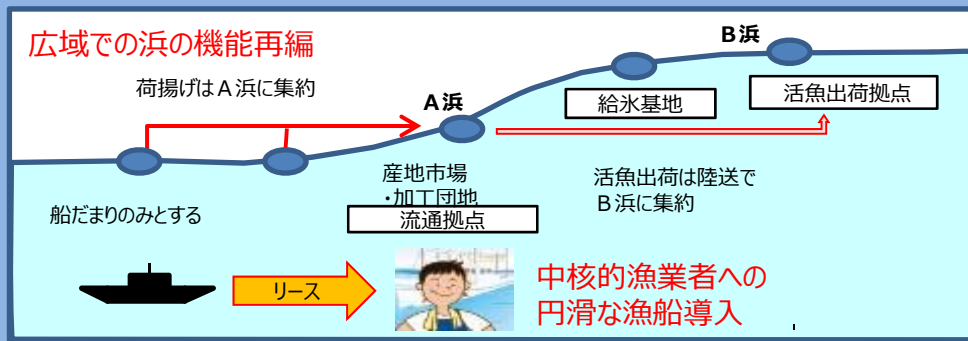 広域での浜の機能再編
荷揚げはA浜に集約
A浜
B浜
給氷基地
活魚出荷拠点
産地市場
・加工団地
流通拠点
活魚出荷は陸送で
B浜に集約
船だまりのみとする
リース
中核的漁業者への
円滑な漁船導入